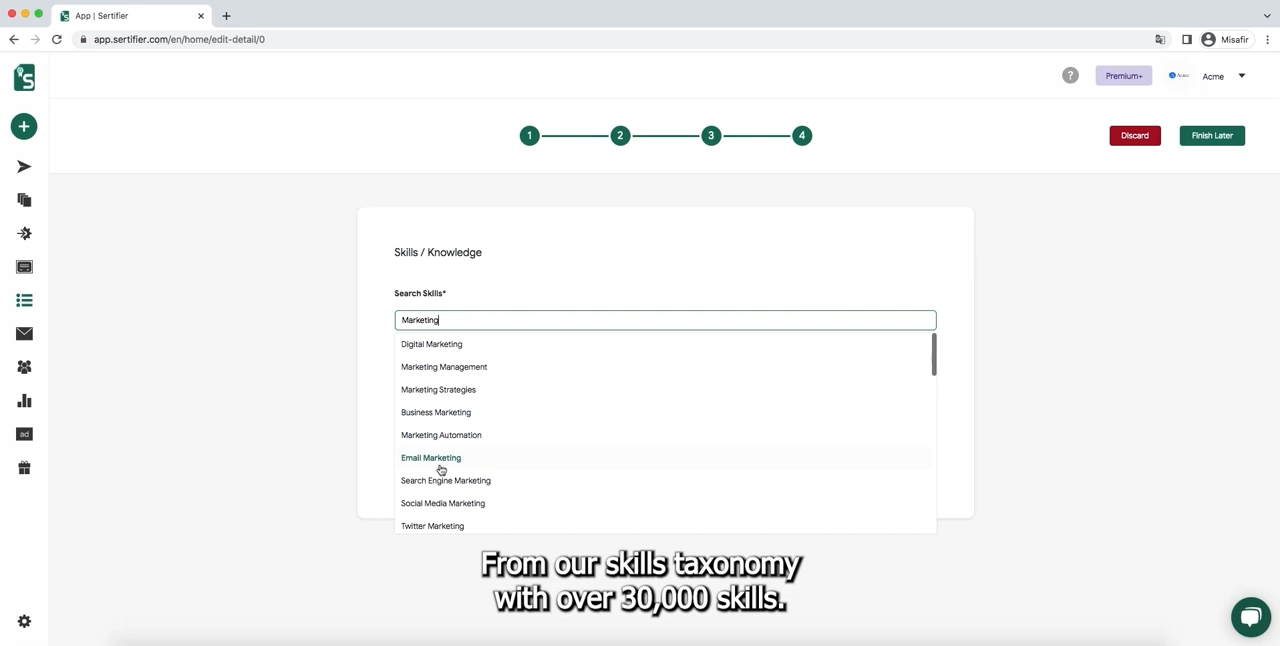 App | Sertifier
app.sertifier.com/en/home/edit-detail/0
Misafir
S
?
Premium+
Acme
Acme
1
2
3
4
Discard
Finish Later
Skills / Knowledge
Search Skills*
Marketing
Digital Marketing
Marketing Management
Marketing Strategies
Business Marketing
Marketing Automation
Email Marketing
Search Engine Marketing
Social Media Marketing
Twitter Marketing
ad
From our skills taxonomy
with over 30,000 skills.